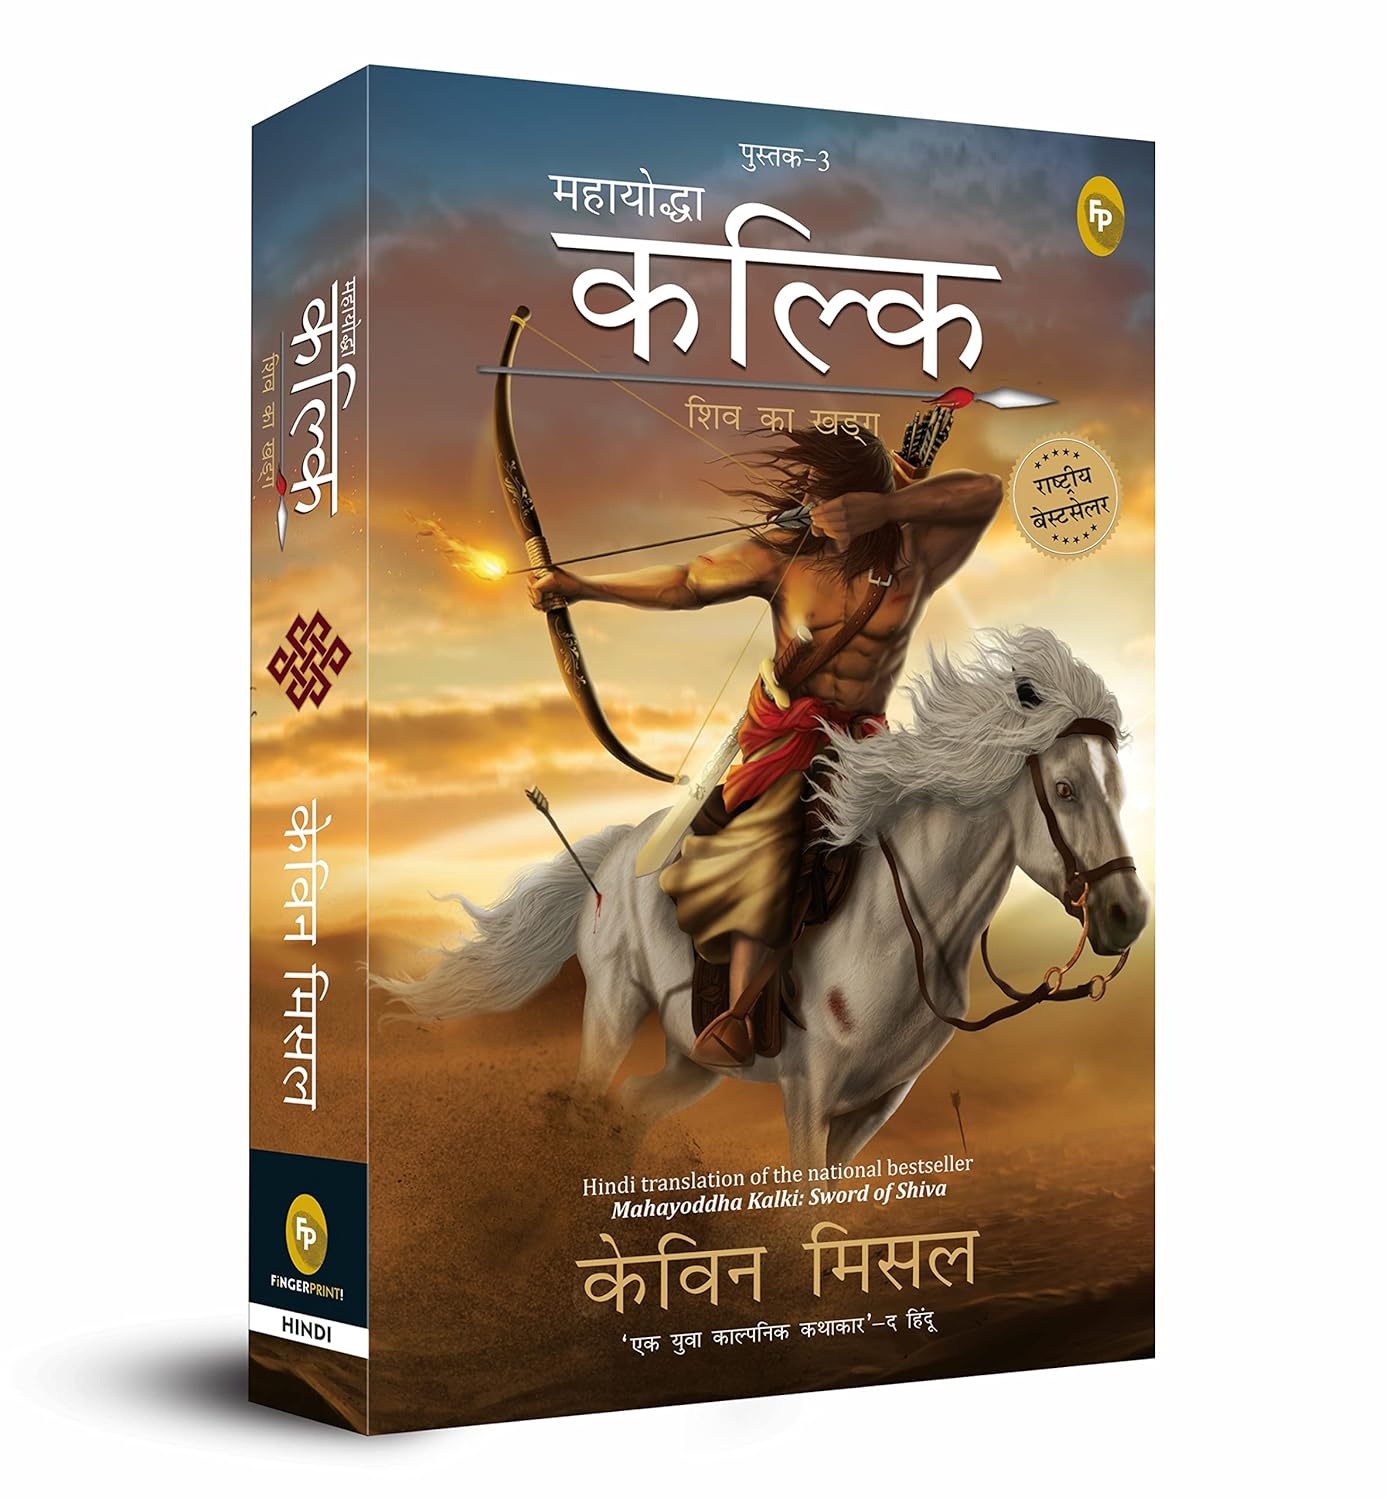 पुस्तक–3
महायोद्धा
कल्कि
शिव का खड्ग
FP
राष्ट्रीय
बेस्टसेलर
Hindi translation of the national bestseller
Mahayoddha Kalki: Sword of Shiva
केविन मिसल
‘एक युवा काल्पनिक कथाकार’–द हिंदू
महायोद्धा
कल्कि
शिव का खड्ग
केविन मिसल
FP
FiNGERPRINT!
HINDI